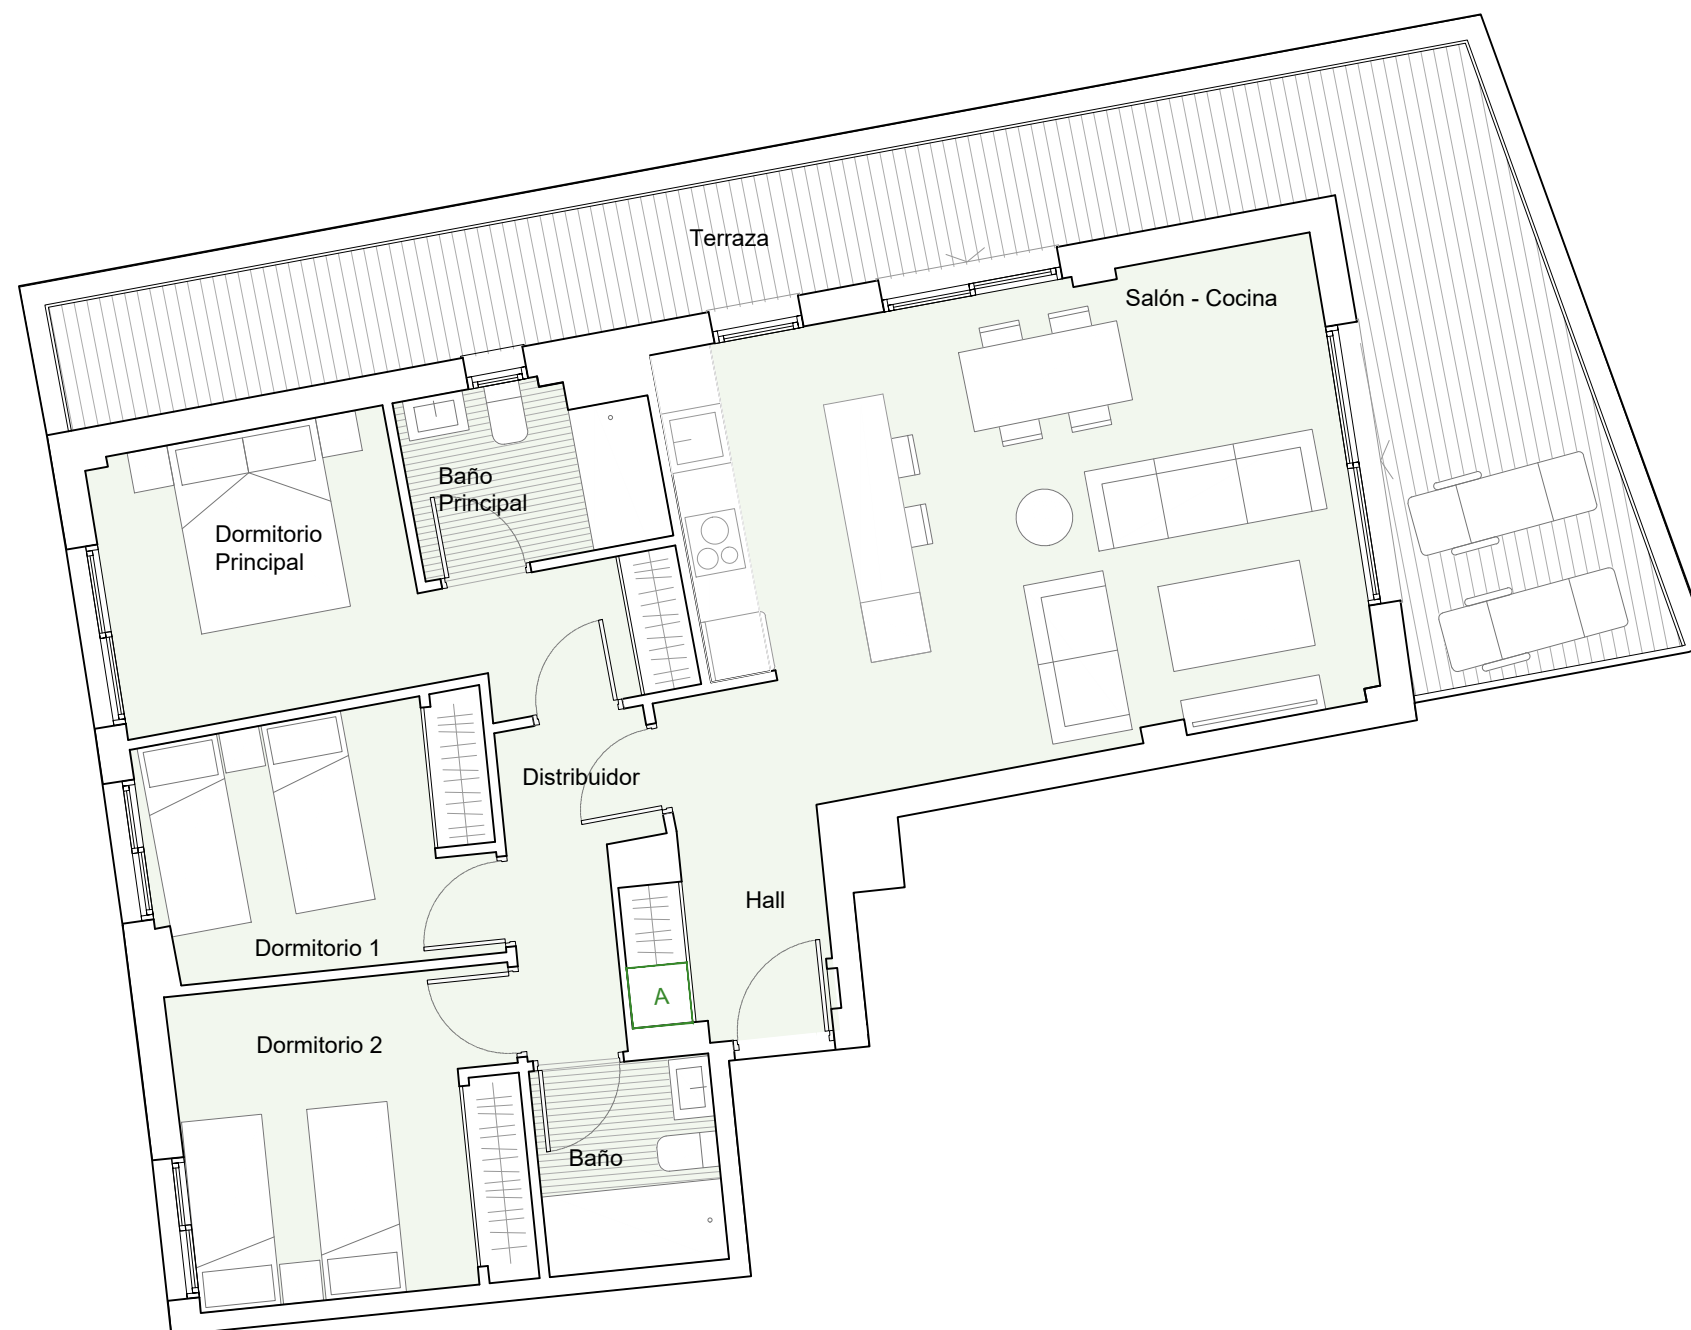 Terraza
Salón - Cocina
Baño
Principal
Dormitorio
Principal
Distribuidor
Hall
Dormitorio 1
A
Dormitorio 2
Baño